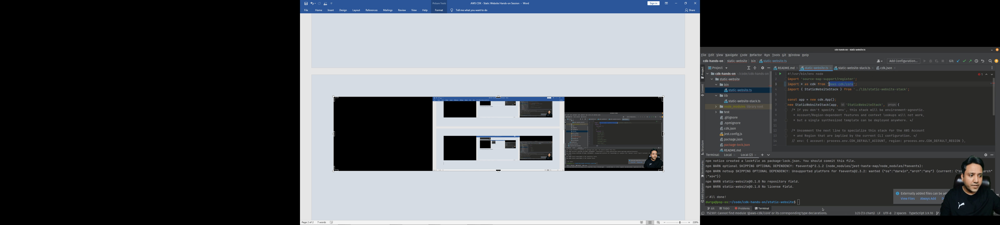 Picture Tools
AWS CDK - Static Website Hands-on Session - Word
Sign in
File Home Insert Design Layout References Mailings Review View Help Format Tell me what you want to do
Share
Page 2 of 2 7 words
220%
cdk-hands-on – static-website.ts
File Edit View Navigate Code Refactor Run Tools Git Window Help
cdk-hands-on static-website bin static-website.ts
Add Configuration...
Git:
Project
README.md static-website.ts static-website-stack.ts cdk.json
Project
Commit
Structure
Bookmarks
AWS Explorer
cdk-hands-on ~/code/cdk-hands-on
static-website
bin
static-website.ts
lib
static-website-stack.ts
node_modules library root
test
.gitignore
.npmignore
cdk.json
jest.config.js
package.json
package-lock.json
README.md
1
1 #!/usr/bin/env node
2 import 'source-map-support/register';
3 import * as cdk from '@aws-cdk/core';
4 import { StaticWebsiteStack } from '../lib/static-website-stack';
5
6 const app = new cdk.App();
7 new StaticWebsiteStack(app, id: 'StaticWebsiteStack', props: {
8 /* If you don't specify 'env', this stack will be environment-agnostic.
9 * Account/Region-dependent features and context lookups will not work,
10 * but a single synthesized template can be deployed anywhere. */
11
12 /* Uncomment the next line to specialize this stack for the AWS Account
13 * and Region that are implied by the current CLI configuration. */
14 // env: { account: process.env.CDK_DEFAULT_ACCOUNT, region: process.env.CDK_DEFAULT_REGION },
Terminal: Local Local (2)
npm notice created a lockfile as package-lock.json. You should commit this file.
npm WARN optional SKIPPING OPTIONAL DEPENDENCY: fsevents@^2.1.2 (node_modules/jest-haste-map/node_modules/fsevents):
npm WARN notsup SKIPPING OPTIONAL DEPENDENCY: Unsupported platform for fsevents@2.3.2: wanted {"os":"darwin","arch":"any"} (current: {"os arch"
:"x64"})
npm WARN static-website@0.1.0 No repository field.
npm WARN static-website@0.1.0 No license field.
✅ All done!
durga@pop-os:~/code/cdk-hands-on/static-website$
Externally added files can be ad
View Files Always Add D
Git TODO Problems Terminal
TS2307: Cannot find module '@aws-cdk/core' or its corresponding type declarations.
3:23 (13 chars) LF UTF-8 2 spaces TypeScript 3.9.10